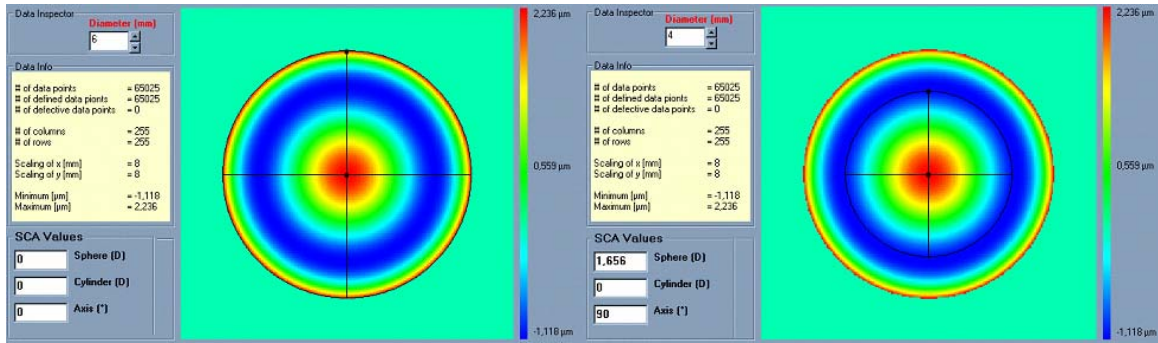 Data Inspector
Diameter (mm)
6
Data Info
# of data points = 65025
# of defined data pionts = 65025
# of defective data points = 0
# of columns = 255
# of rows = 255
Scaling of x [mm] = 8
Scaling of y [mm] = 8
Minimum [µm] = -1,118
Maximum [µm] = 2,236
SCA Values
0 Sphere (D)
0 Cylinder (D)
0 Axis (°)
2,236 µm
0,559 µm
-1,118 µm
Data Inspector
Diameter (mm)
4
Data Info
# of data points = 65025
# of defined data pionts = 65025
# of defective data points = 0
# of columns = 255
# of rows = 255
Scaling of x [mm] = 8
Scaling of y [mm] = 8
Minimum [µm] = -1,118
Maximum [µm] = 2,236
SCA Values
1,656 Sphere (D)
0 Cylinder (D)
90 Axis (°)
2,236 µm
0,559 µm
-1,118 µm